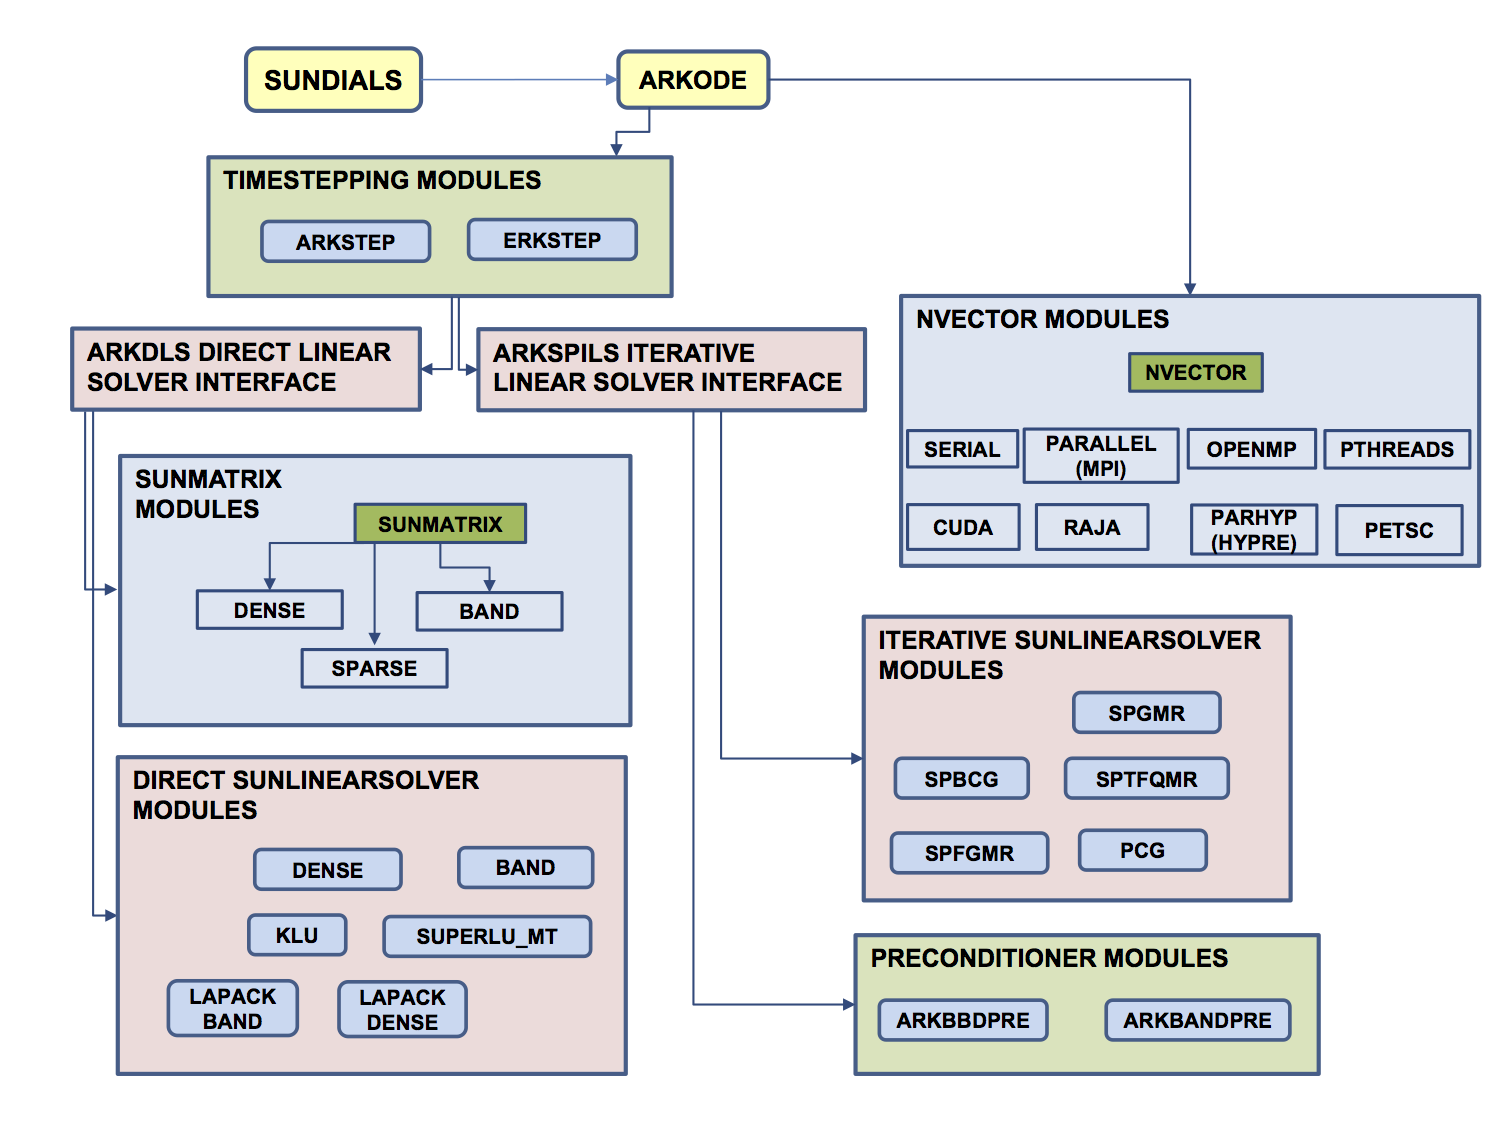 SUNDIALS
ARKODE
TIMESTEPPING MODULES
ARKSTEP
ERKSTEP
ARKDLS DIRECT LINEAR
SOLVER INTERFACE
ARKSPILS ITERATIVE
LINEAR SOLVER INTERFACE
NVECTOR MODULES
NVECTOR
SERIAL
PARALLEL
(MPI)
OPENMP
PTHREADS
CUDA
RAJA
PARHYP
(HYPRE)
PETSC
SUNMATRIX
MODULES
SUNMATRIX
DENSE
BAND
SPARSE
DIRECT SUNLINEARSOLVER
MODULES
DENSE
BAND
KLU
SUPERLU_MT
LAPACK
BAND
LAPACK
DENSE
ITERATIVE SUNLINEARSOLVER
MODULES
SPGMR
SPBCG
SPTFQMR
SPFGMR
PCG
PRECONDITIONER MODULES
ARKBBDPRE
ARKBANDPRE